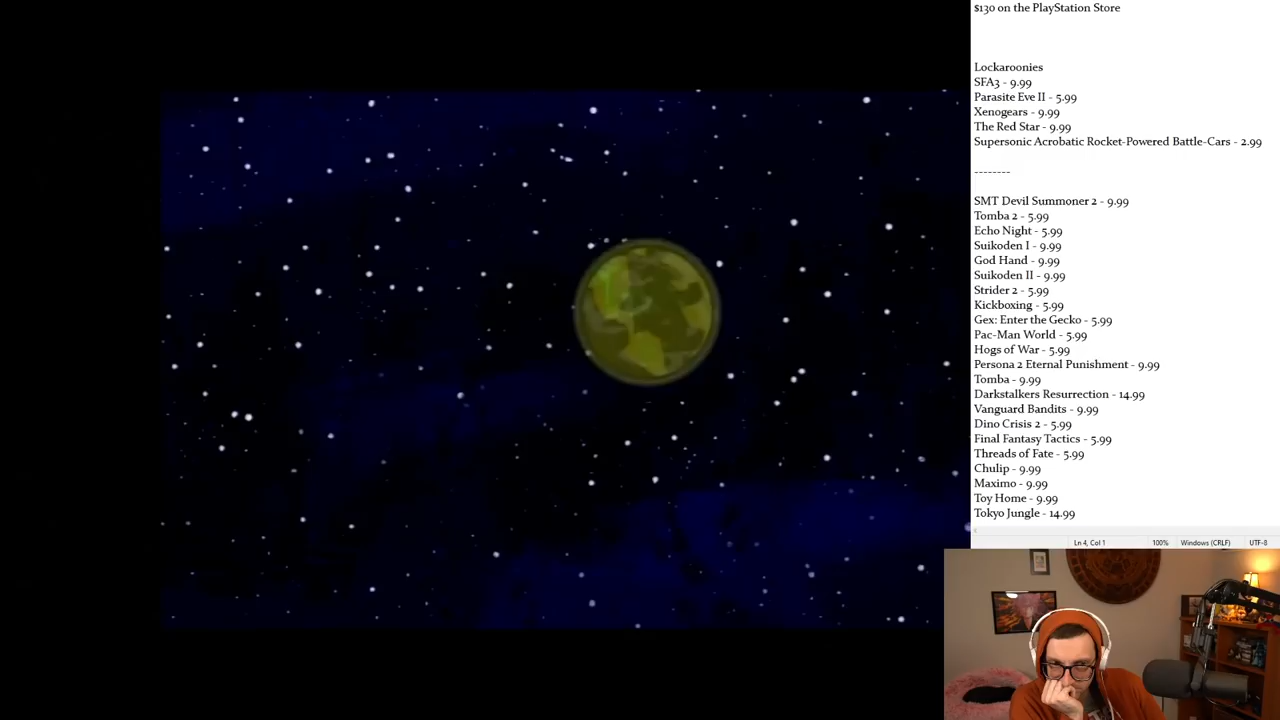 $130 on the PlayStation Store
Lockaroonies
SFA3 - 9.99
Parasite Eve II - 5.99
Xenogears - 9.99
The Red Star - 9.99
Supersonic Acrobatic Rocket-Powered Battle-Cars - 2.99
--------
SMT Devil Summoner 2 - 9.99
Tomba 2 - 5.99
Echo Night - 5.99
Suikoden I - 9.99
God Hand - 9.99
Suikoden II - 9.99
Strider 2 - 5.99
Kickboxing - 5.99
Gex: Enter the Gecko - 5.99
Pac-Man World - 5.99
Hogs of War - 5.99
Persona 2 Eternal Punishment - 9.99
Tomba - 9.99
Darkstalkers Resurrection - 14.99
Vanguard Bandits - 9.99
Dino Crisis 2 - 5.99
Final Fantasy Tactics - 5.99
Threads of Fate - 5.99
Chulip - 9.99
Maximo - 9.99
Toy Home - 9.99
Tokyo Jungle - 14.99
Ln 4, Col 1 100% Windows (CRLF) UTF-8